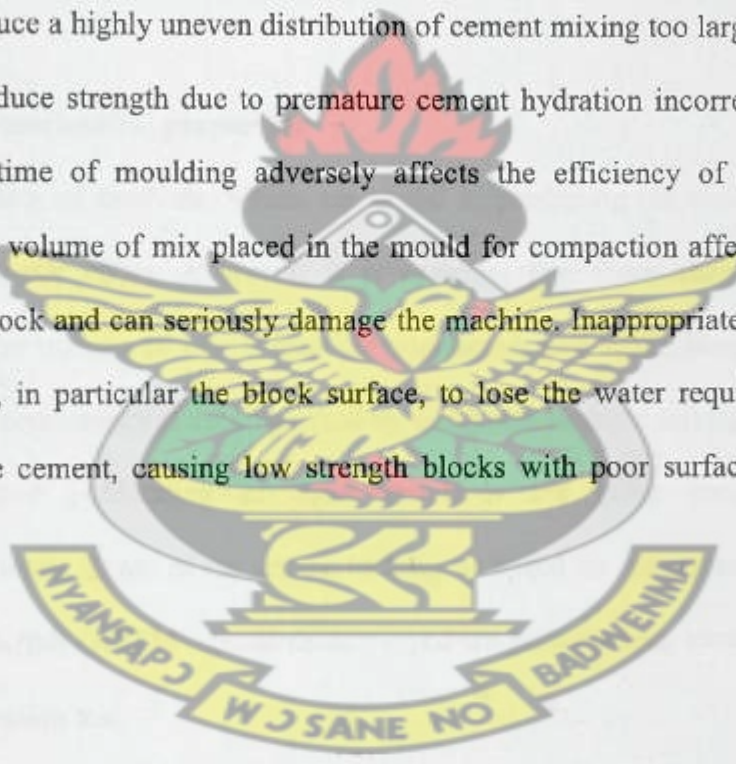 uce a highly uneven distribution of cement mixing too larg
duce strength due to premature cement hydration incorre
time of moulding adversely affects the efficiency of
volume of mix placed in the mould for compaction affe
ock and can seriously damage the machine. Inappropriate
, in particular the block surface, to lose the water requi
e cement, causing low strength blocks with poor surfac
NYANSAPƆ
WƆ SANE NO
BADWENMA